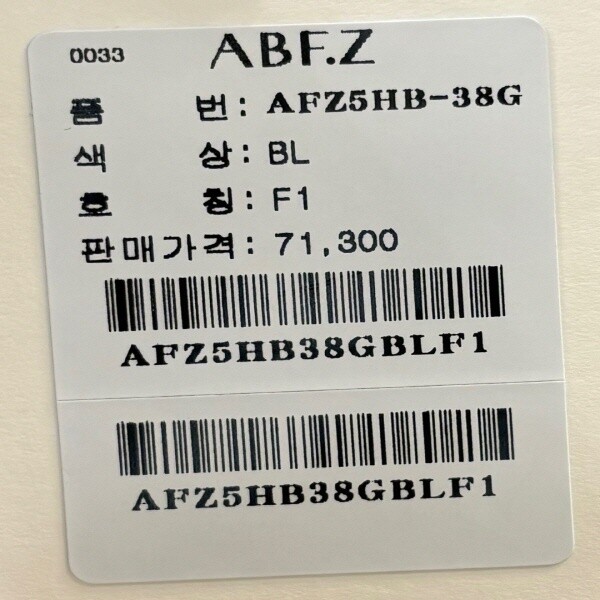 0033 ABF.Z
품 번: AFZ5HB-38G
색 상: BL
호 칭: F1
판매가격: 71,300
AFZ5HB38GBLF1
AFZ5HB38GBLF1